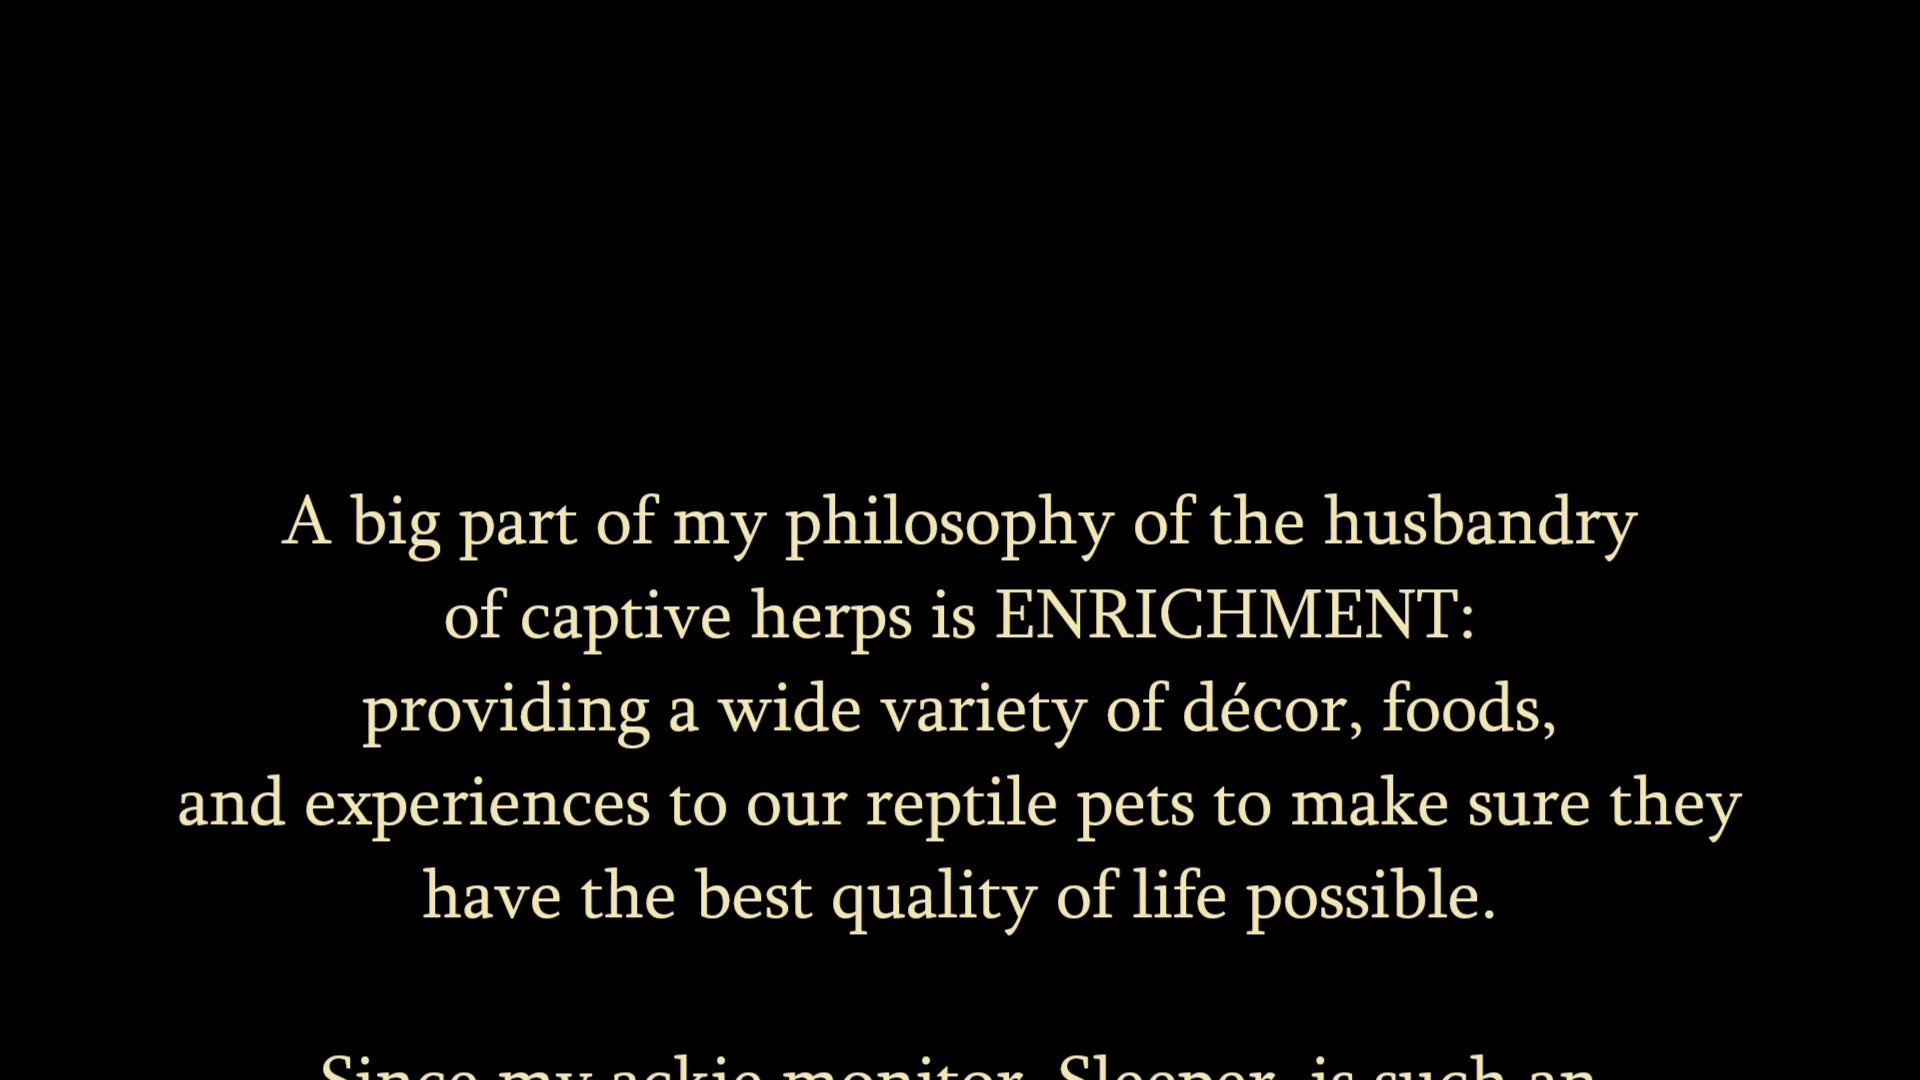 A big part of my philosophy of the husbandry
of captive herps is ENRICHMENT:
providing a wide variety of décor, foods,
and experiences to our reptile pets to make sure they
have the best quality of life possible.
Since my ackie monitor, Sleeper, is such an